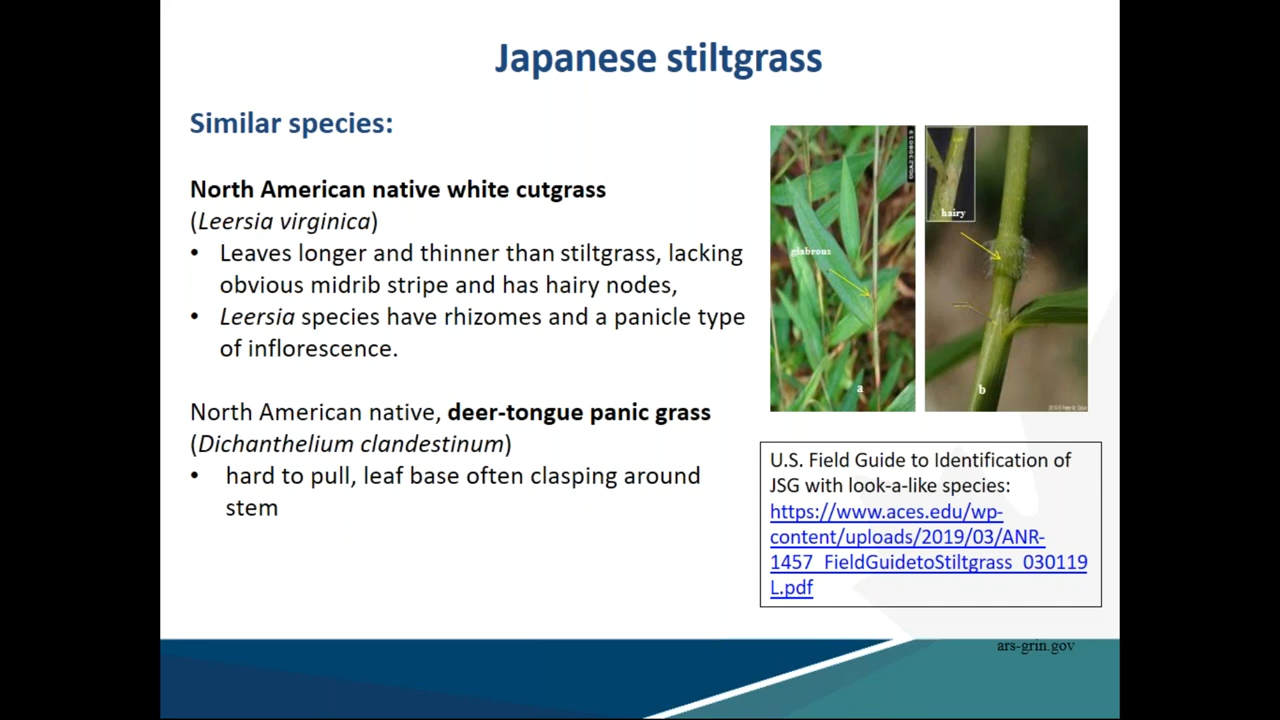 Japanese stiltgrass
Similar species:
North American native white cutgrass
(Leersia virginica)
• Leaves longer and thinner than stiltgrass, lacking
obvious midrib stripe and has hairy nodes,
• Leersia species have rhizomes and a panicle type
of inflorescence.
North American native, deer-tongue panic grass
(Dichanthelium clandestinum)
• hard to pull, leaf base often clasping around
stem
glabrous
a
hairy
b
U.S. Field Guide to Identification of
JSG with look-a-like species:
https://www.aces.edu/wp-
content/uploads/2019/03/ANR-
1457_FieldGuidetoStiltgrass_030119
L.pdf
ars-grin.gov